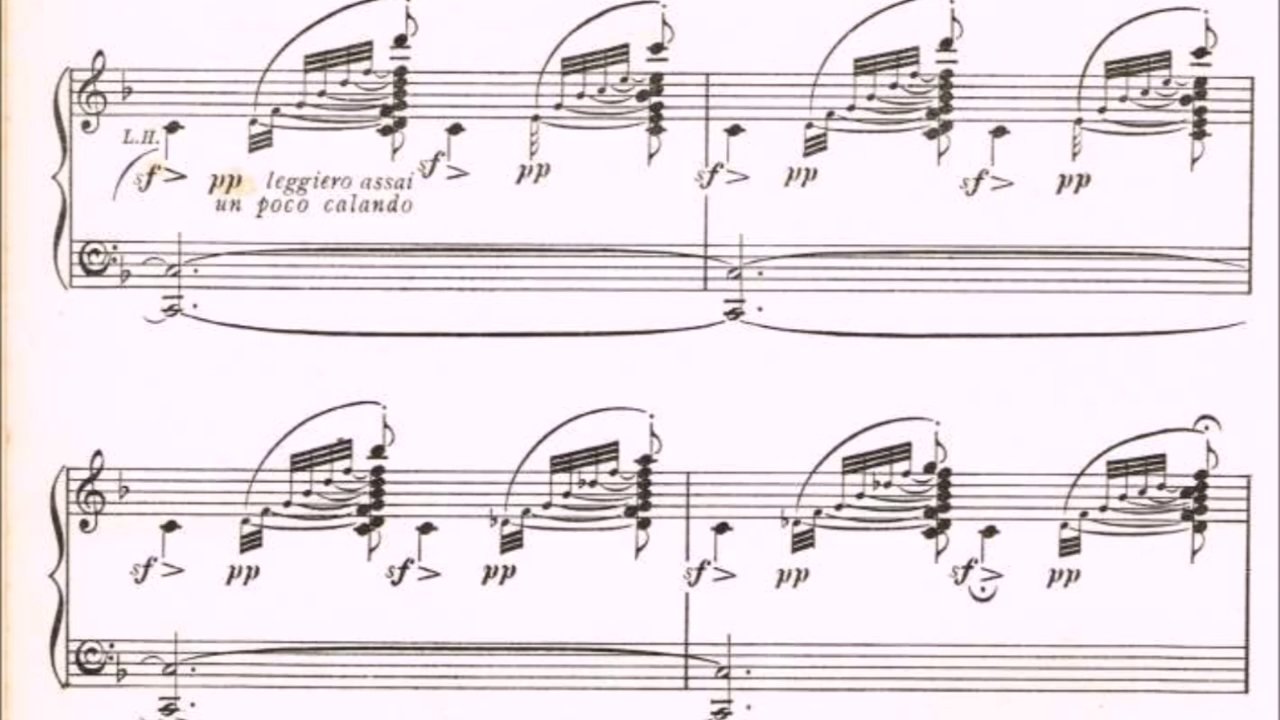 L.H.
sf pp leggiero assai sf pp sf pp sf pp
un poco calando
sf pp sf pp sf pp sf pp